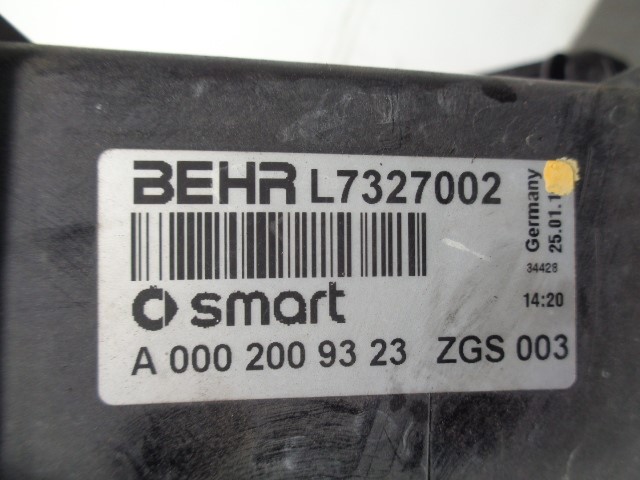 BEHR L7327002
smart
A 000 200 93 23 ZGS 003
Germany
25.01.1
34428
14:20